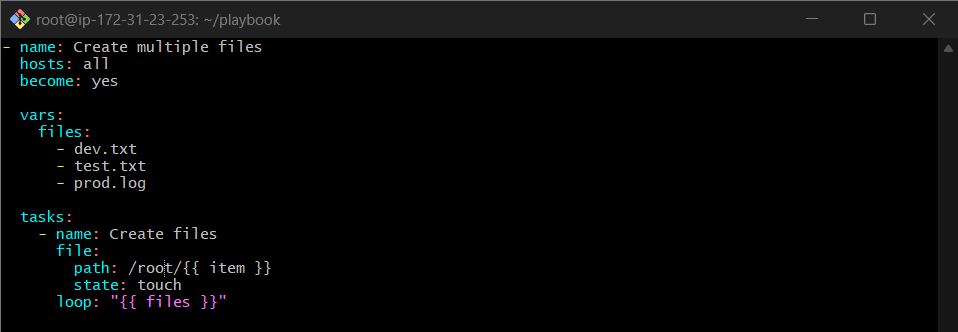 root@ip-172-31-23-253: ~/playbook
- name: Create multiple files
  hosts: all
  become: yes

  vars:
    files:
      - dev.txt
      - test.txt
      - prod.log

  tasks:
    - name: Create files
      file:
        path: /root/{{ item }}
        state: touch
      loop: "{{ files }}"